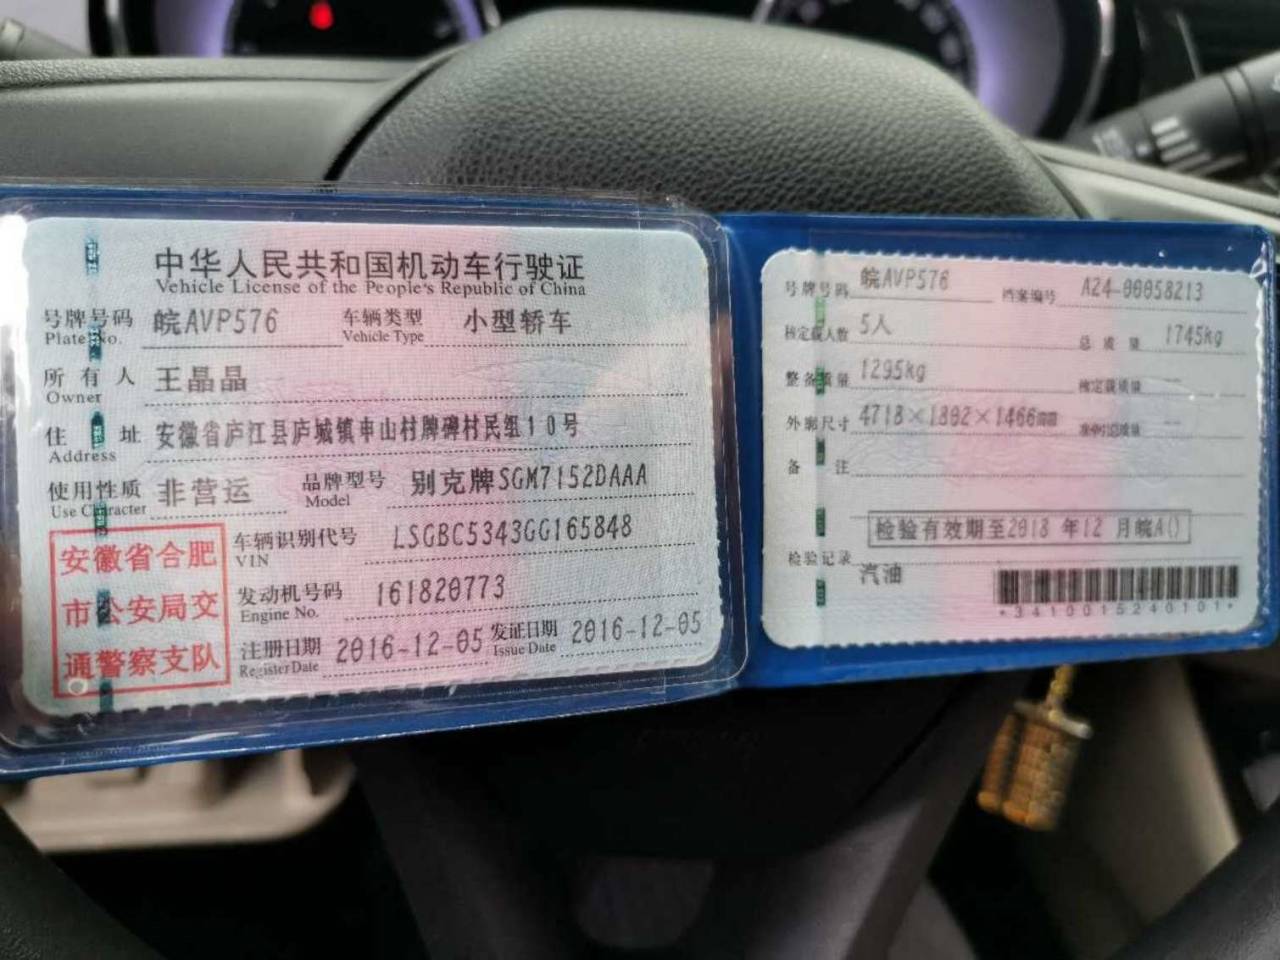 中华人民共和国机动车行驶证
Vehicle License of the People's Republic of China
号牌号码 皖AVP576 车辆类型 小型轿车
Plate No. Vehicle Type
所有人 王晶晶
Owner
住址 安徽省庐江县庐城镇申山村牌碑村民组10号
Address
使用性质 非营运 品牌型号 别克牌SGM7152DAAA
Use Character Model
安徽省合肥
市公安局交
通警察支队
车辆识别代号 LSGBC5343GG165848
VIN
发动机号码 161820773
Engine No.
注册日期 2016-12-05 发证日期 2016-12-05
Register Date Issue Date
号牌号码 皖AVP576 档案编号 A24-00058213
核定载人数 5人 总质量 1745kg
整备质量 1295kg 核定载质量 --
外廓尺寸 4718×1802×1466mm 准牵引总质量 --
备注
检验有效期至2018年12月皖A()
检验记录
汽油
*3410015240101*